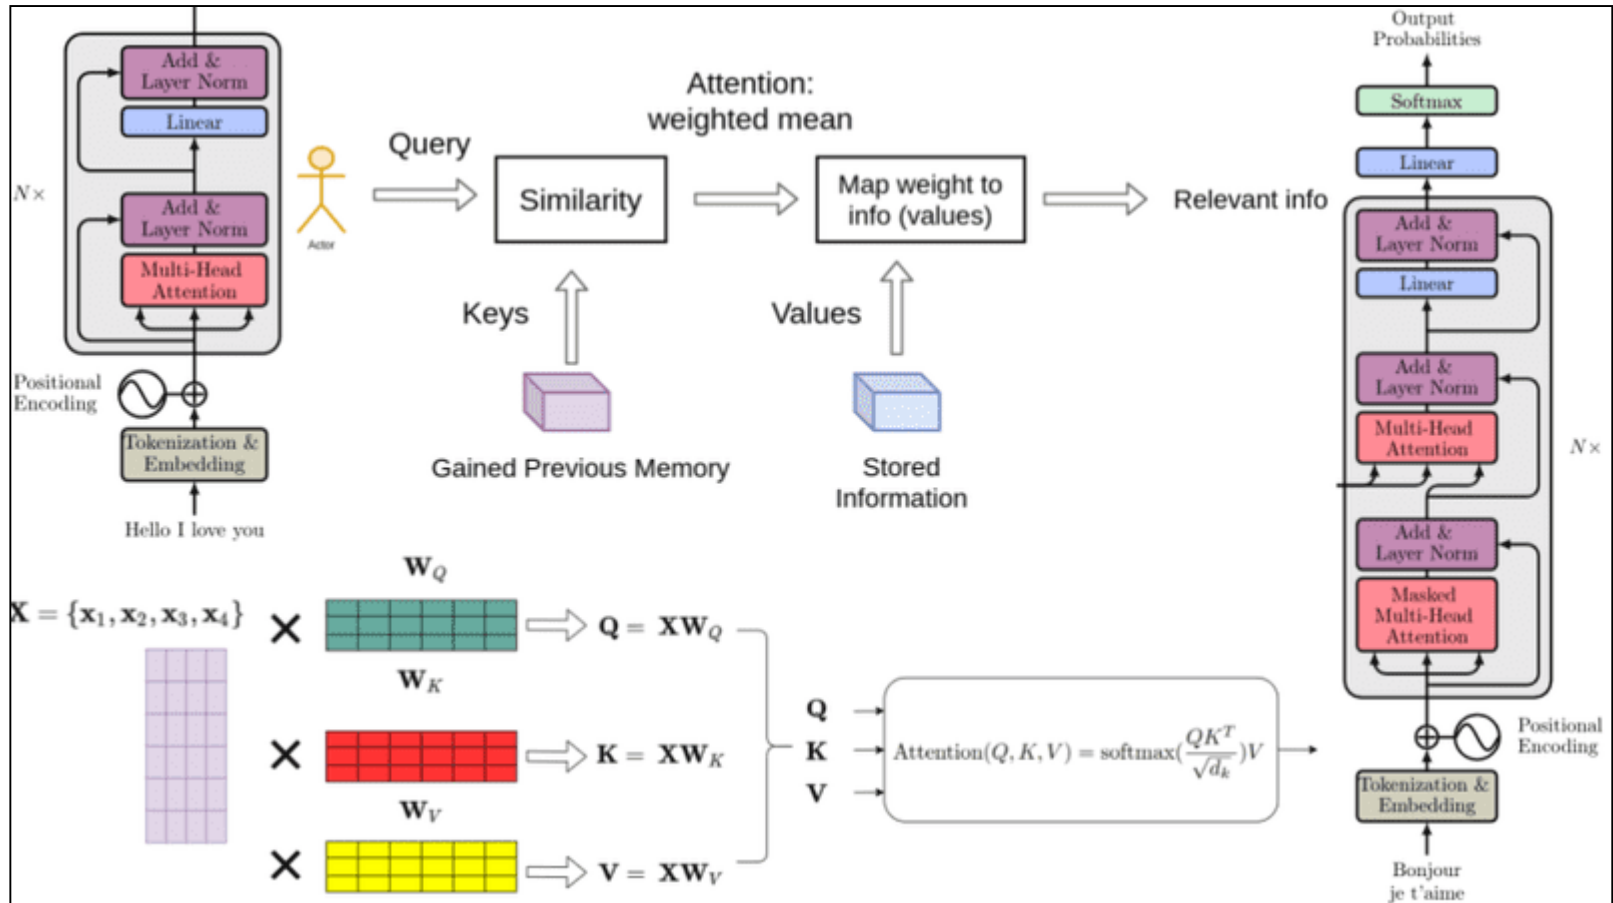 Add &
Layer Norm
Linear
N×
Add &
Layer Norm
Multi-Head
Attention
Positional
Encoding
Tokenization &
Embedding
Hello I love you
Actor
Query
Attention:
weighted mean
Similarity
Map weight to
info (values)
Relevant info
Keys
Values
Gained Previous Memory
Stored
Information
X = {x₁, x₂, x₃, x₄}
W_Q
Q = XW_Q
W_K
K = XW_K
W_V
V = XW_V
Q
K
V
Attention(Q, K, V) = softmax(QK^T/√d_k)V
Output
Probabilities
Softmax
Linear
Add &
Layer Norm
Linear
Add &
Layer Norm
Multi-Head
Attention
N×
Add &
Layer Norm
Masked
Multi-Head
Attention
Positional
Encoding
Tokenization &
Embedding
Bonjour
je t'aime